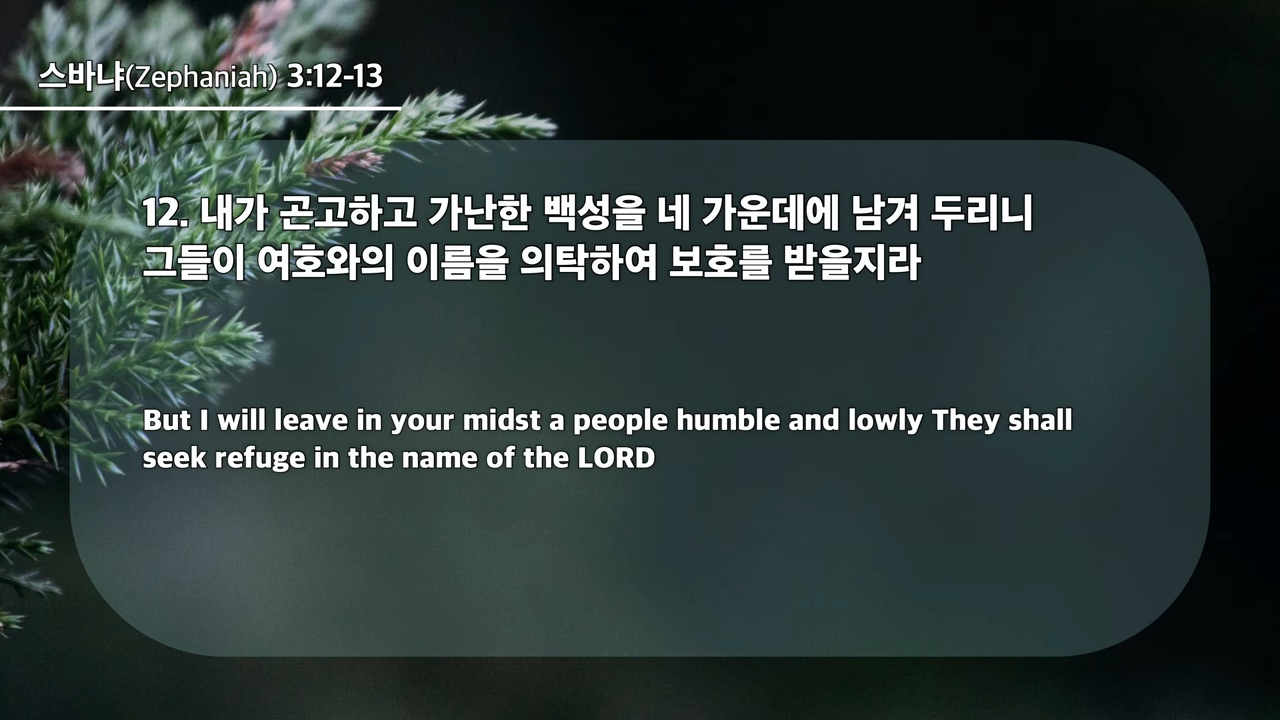 스바냐(Zephaniah) 3:12-13
12. 내가 곤고하고 가난한 백성을 네 가운데에 남겨 두리니
그들이 여호와의 이름을 의탁하여 보호를 받을지라
But I will leave in your midst a people humble and lowly They shall
seek refuge in the name of the LORD